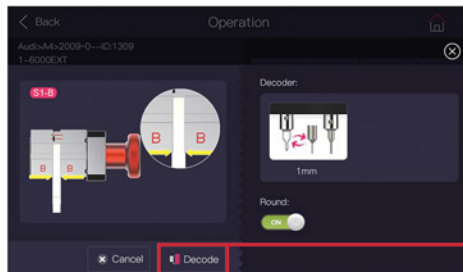 Back
Operation
Audi>A4>2009-0--ID:1309
1-6000EXT
S1-B
B B
B B
Decoder:
1mm
Round:
ON
Cancel
Decode